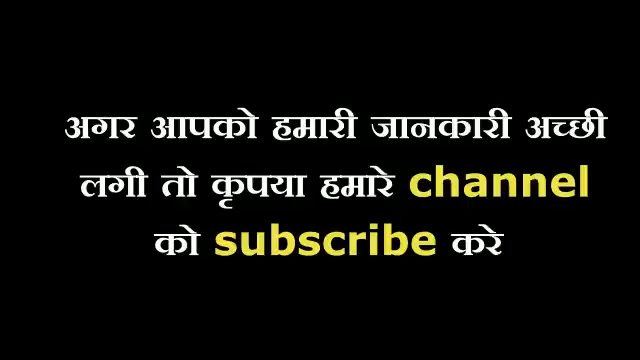 अगर आपको हमारी जानकारी अच्छी
लगी तो कृपया हमारे channel
को subscribe करे